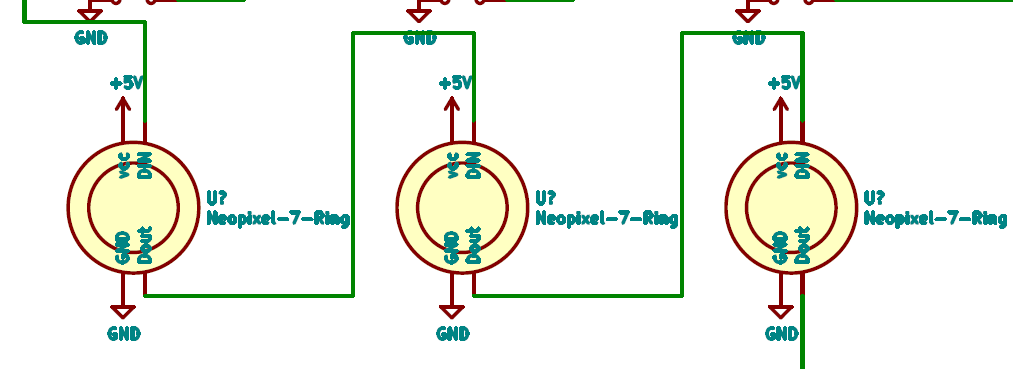 GND GND GND
+5V +5V +5V
vcc DIN vcc DIN vcc DIN
U? U? U?
Neopixel-7-Ring Neopixel-7-Ring Neopixel-7-Ring
GND Dout GND Dout GND Dout
GND GND GND